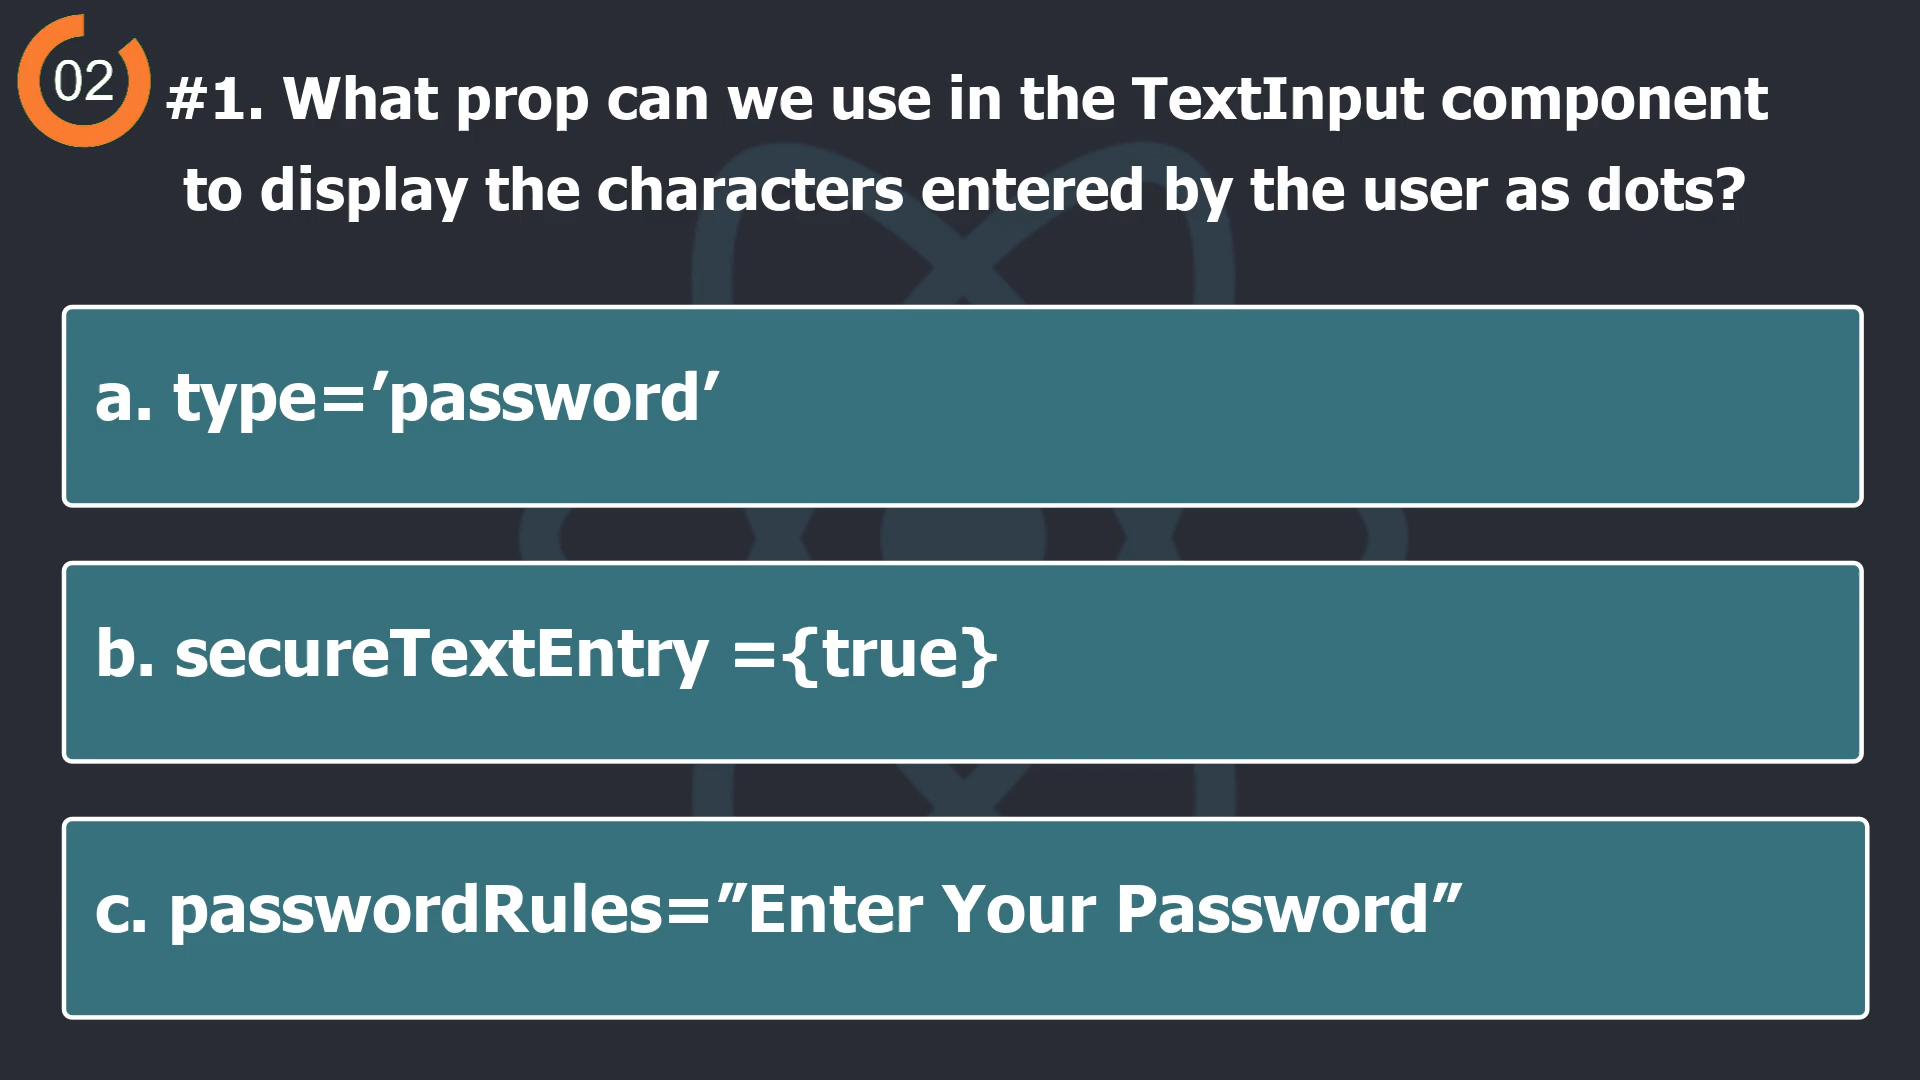 02
#1. What prop can we use in the TextInput component
to display the characters entered by the user as dots?
a. type=’password’
b. secureTextEntry ={true}
c. passwordRules=”Enter Your Password”